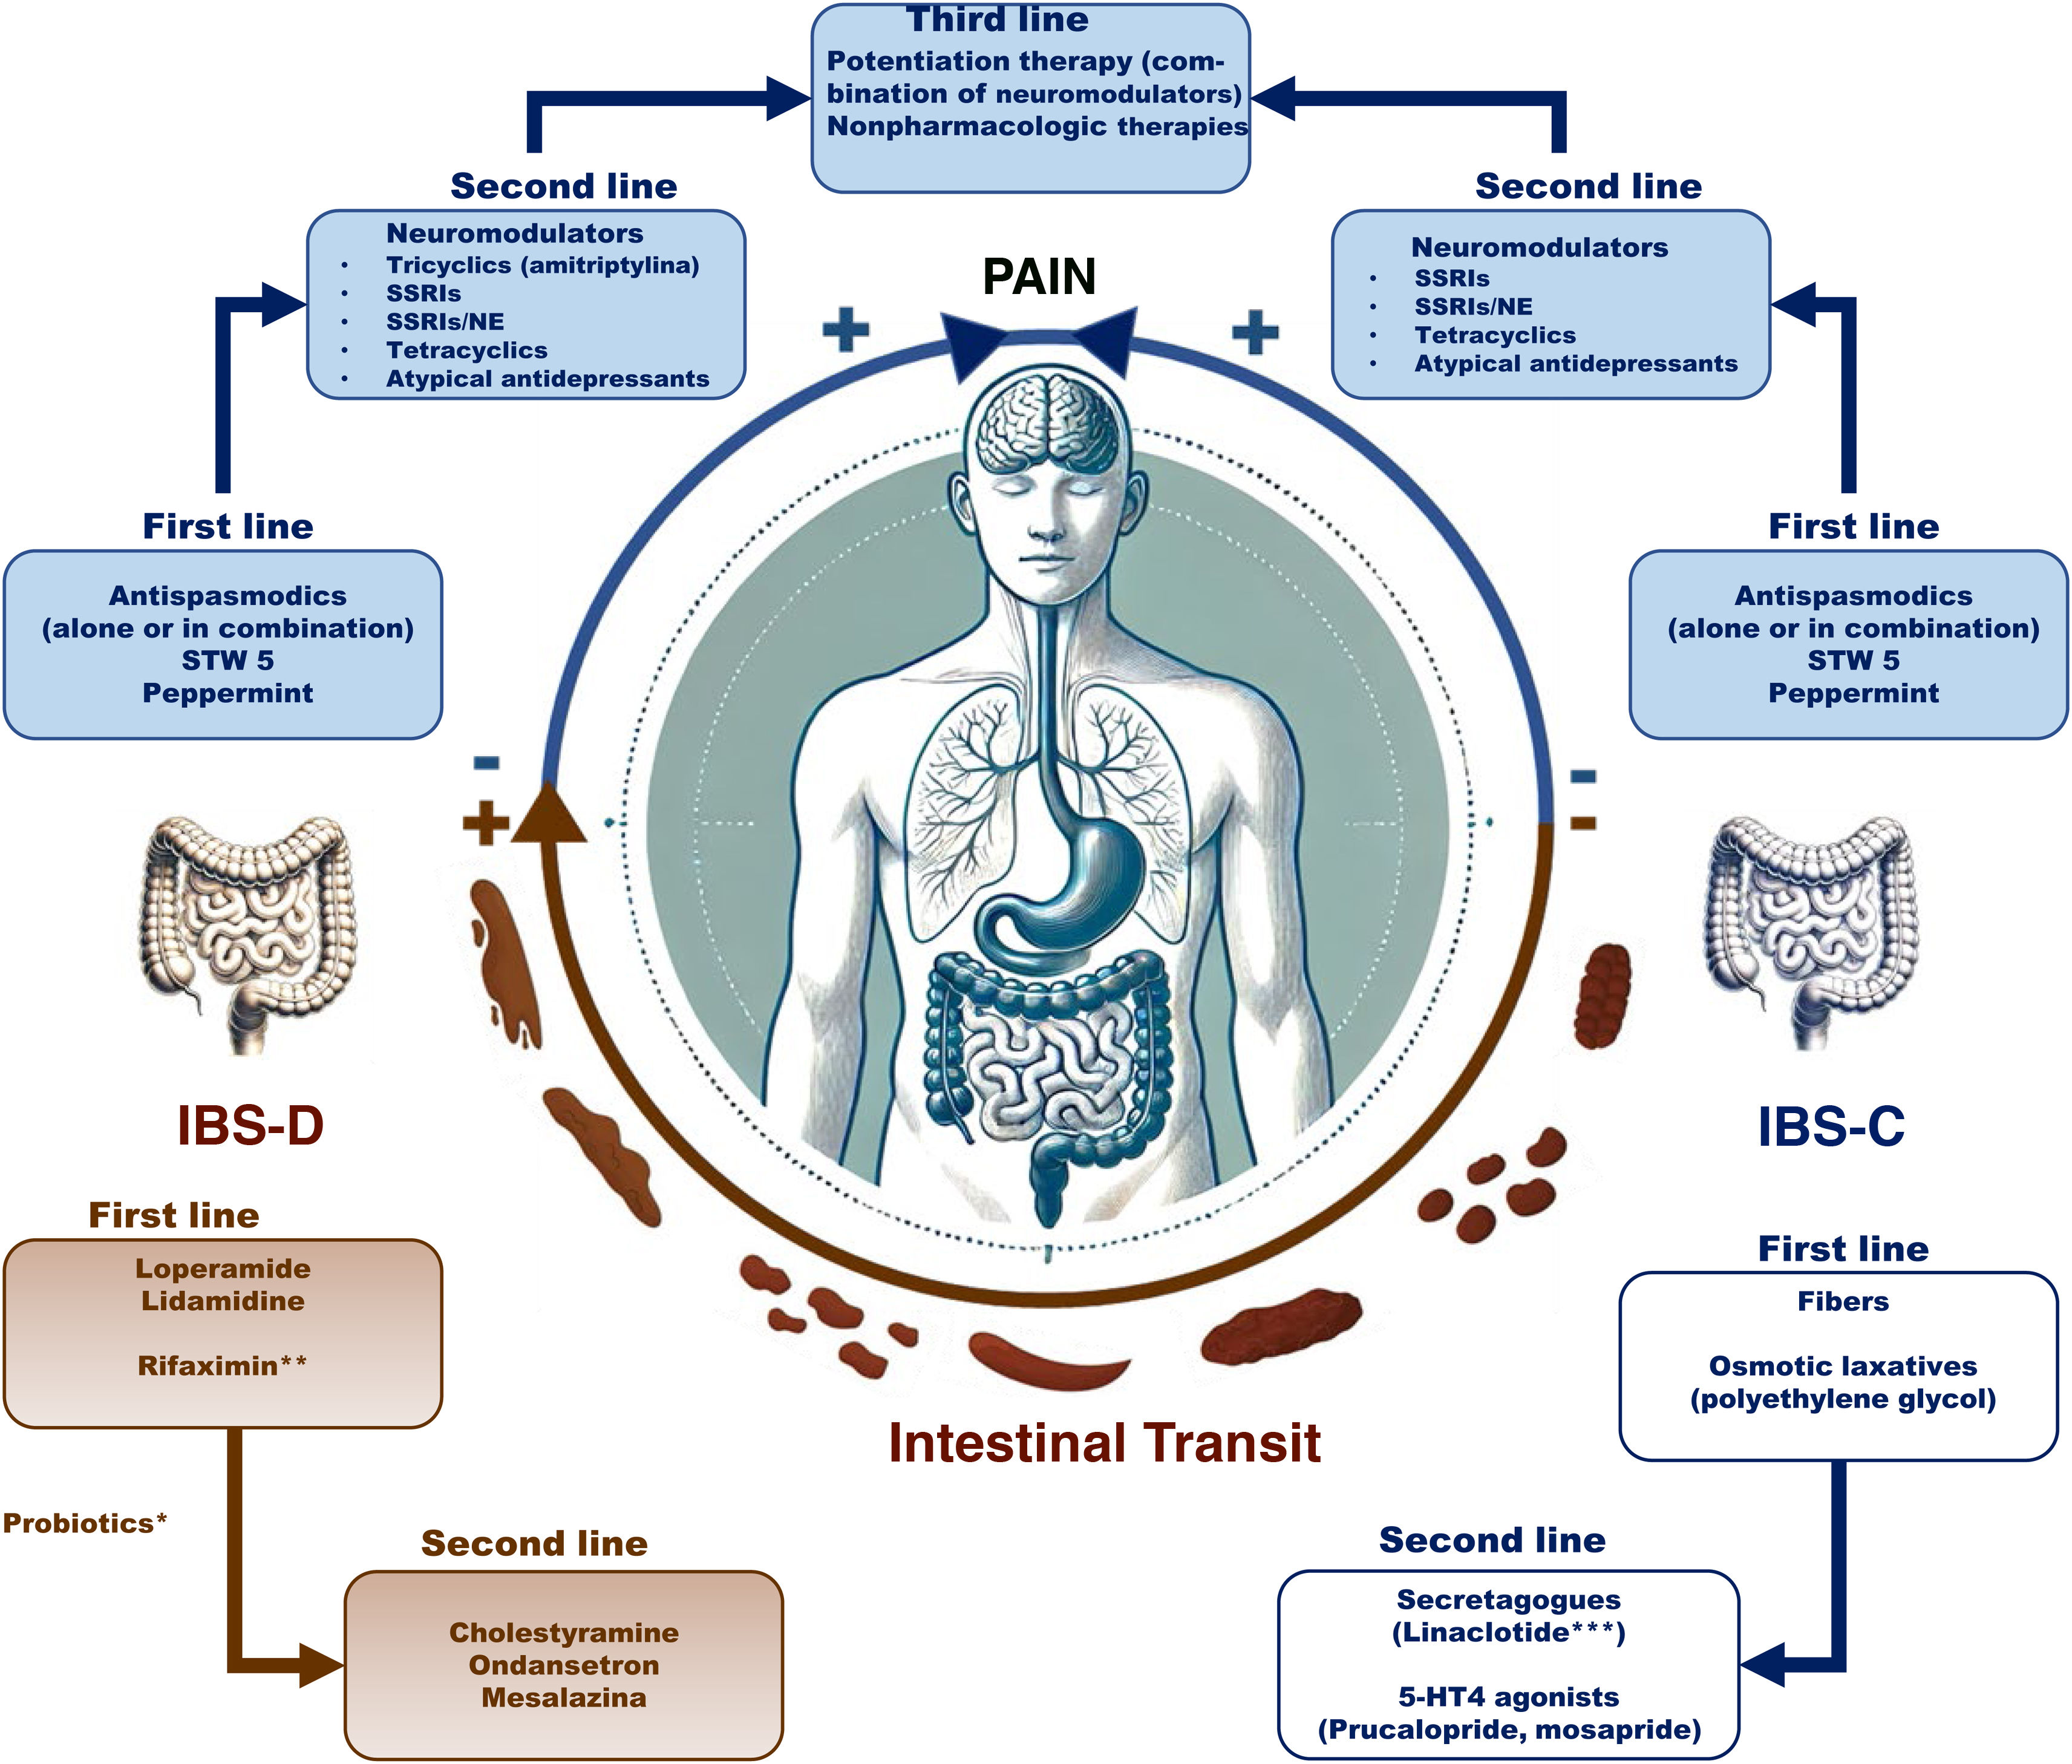 Third line
Potentiation therapy (com-
bination of neuromodulators)
Nonpharmacologic therapies
Second line
Neuromodulators
• Tricyclics (amitriptylina)
• SSRIs
• SSRIs/NE
• Tetracyclics
• Atypical antidepressants
Second line
Neuromodulators
• SSRIs
• SSRIs/NE
• Tetracyclics
• Atypical antidepressants
PAIN
+
+
First line
Antispasmodics
(alone or in combination)
STW 5
Peppermint
First line
Antispasmodics
(alone or in combination)
STW 5
Peppermint
-
+
-
-
IBS-D
IBS-C
First line
Loperamide
Lidamidine
Rifaximin**
First line
Fibers
Osmotic laxatives
(polyethylene glycol)
Intestinal Transit
Probiotics*
Second line
Cholestyramine
Ondansetron
Mesalazina
Second line
Secretagogues
(Linaclotide***)
5-HT4 agonists
(Prucalopride, mosapride)